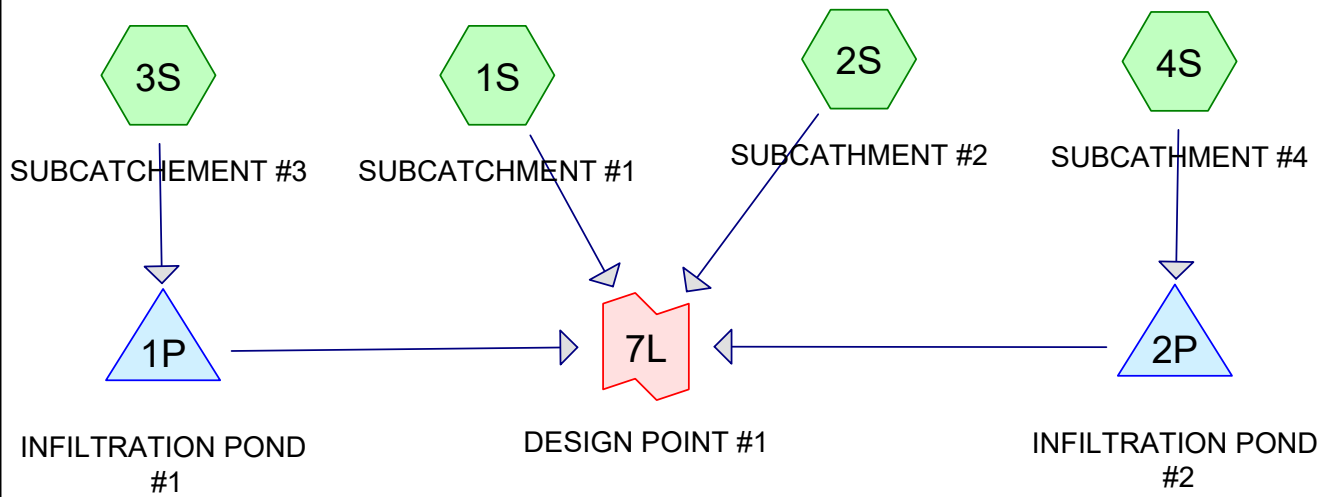 3S
1S
2S
4S
SUBCATCHEMENT #3
SUBCATCHMENT #1
SUBCATHMENT #2
SUBCATHMENT #4
1P
7L
2P
INFILTRATION POND
#1
DESIGN POINT #1
INFILTRATION POND
#2